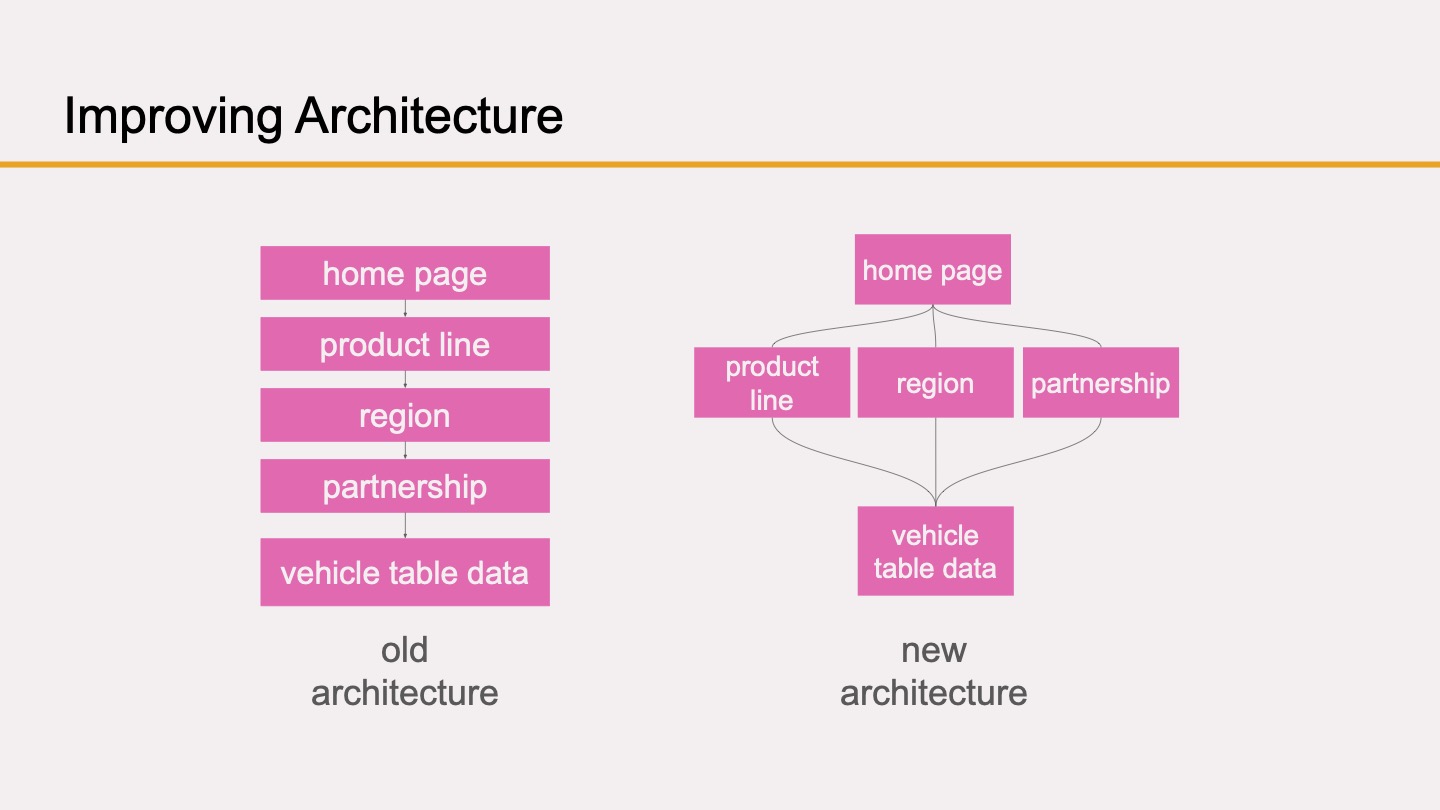 Improving Architecture
home page
product line
region
partnership
vehicle table data
old
architecture
home page
product
line
region
partnership
vehicle
table data
new
architecture